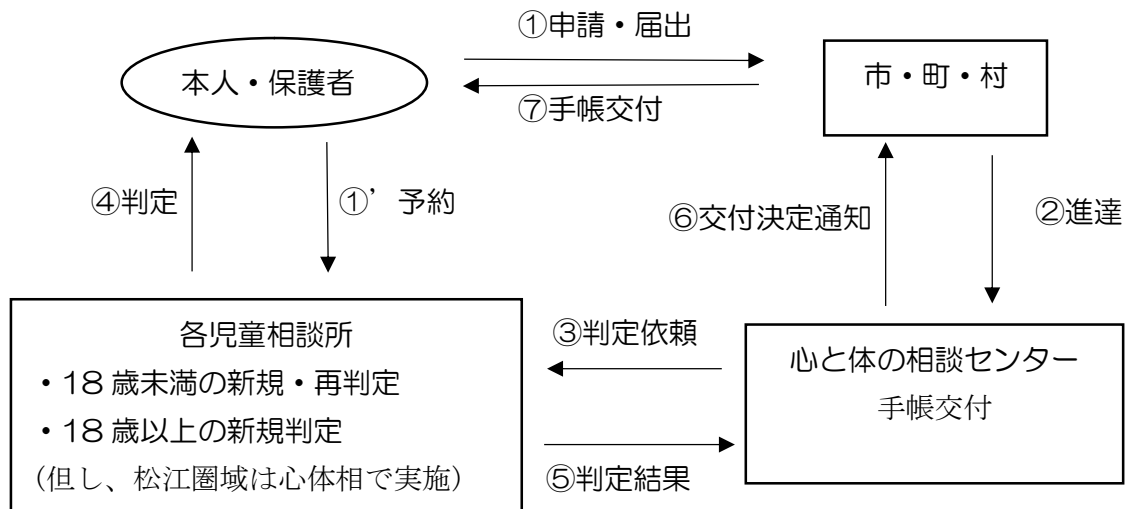 ①申請・届出
本人・保護者
市・町・村
⑦手帳交付
④判定
①’予約
⑥交付決定通知
②進達
各児童相談所
・18歳未満の新規・再判定
・18歳以上の新規判定
（但し、松江圏域は心体相で実施）
③判定依頼
⑤判定結果
心と体の相談センター
手帳交付